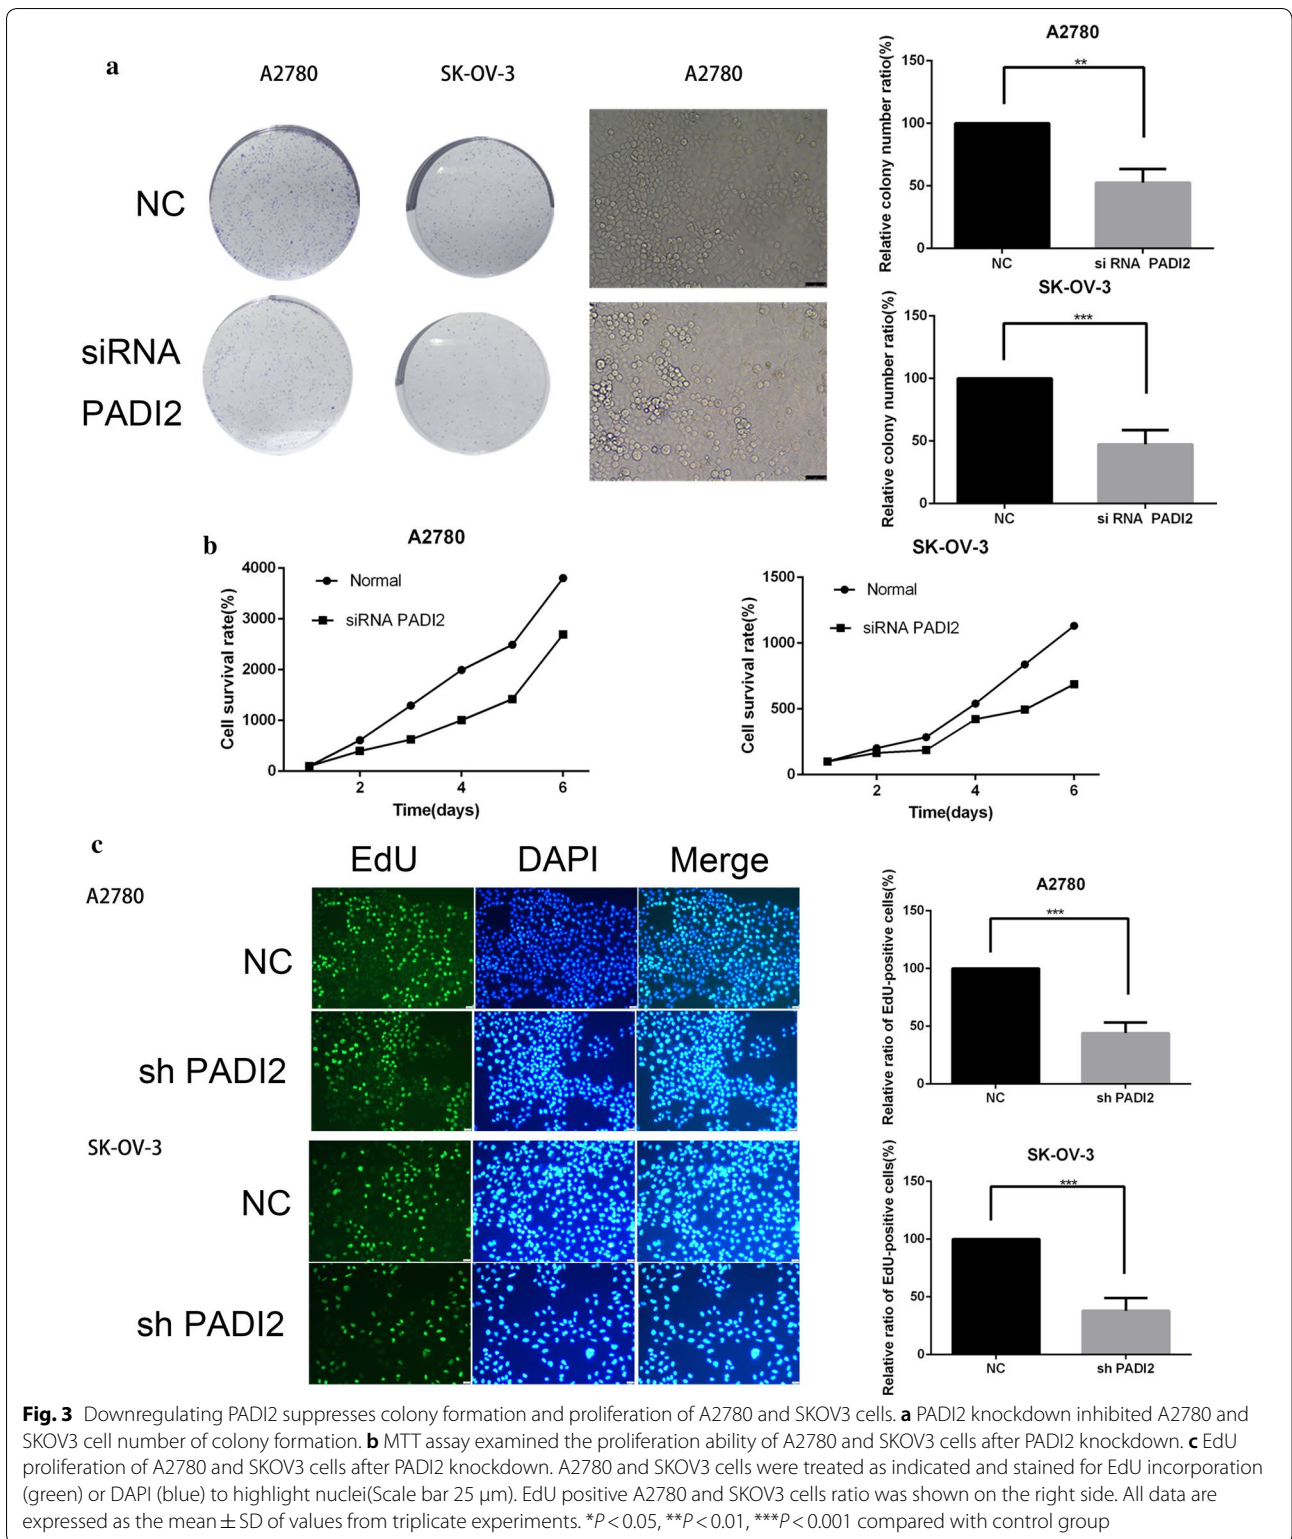 a
A2780
SK-OV-3
A2780
NC
siRNA
PADI2
A2780
Relative colony number ratio(%)
150
100
50
0
**
NC
si RNA PADI2
SK-OV-3
Relative colony number ratio(%)
150
100
50
0
***
NC
si RNA PADI2
b
A2780
Cell survival rate(%)
4000
3000
2000
1000
0
Normal
siRNA PADI2
2
4
6
Time(days)
SK-OV-3
Cell survival rate(%)
1500
1000
500
0
Normal
siRNA PADI2
2
4
6
Time(days)
c
EdU
DAPI
Merge
A2780
NC
sh PADI2
SK-OV-3
NC
sh PADI2
A2780
Relative ratio of EdU-positive cells(%)
150
100
50
0
***
NC
sh PADI2
SK-OV-3
Relative ratio of EdU-positive cells(%)
150
100
50
0
***
NC
sh PADI2
Fig. 3 Downregulating PADI2 suppresses colony formation and proliferation of A2780 and SKOV3 cells. a PADI2 knockdown inhibited A2780 and
SKOV3 cell number of colony formation. b MTT assay examined the proliferation ability of A2780 and SKOV3 cells after PADI2 knockdown. c EdU
proliferation of A2780 and SKOV3 cells after PADI2 knockdown. A2780 and SKOV3 cells were treated as indicated and stained for EdU incorporation
(green) or DAPI (blue) to highlight nuclei(Scale bar 25 μm). EdU positive A2780 and SKOV3 cells ratio was shown on the right side. All data are
expressed as the mean ± SD of values from triplicate experiments. *P < 0.05, **P < 0.01, ***P < 0.001 compared with control group